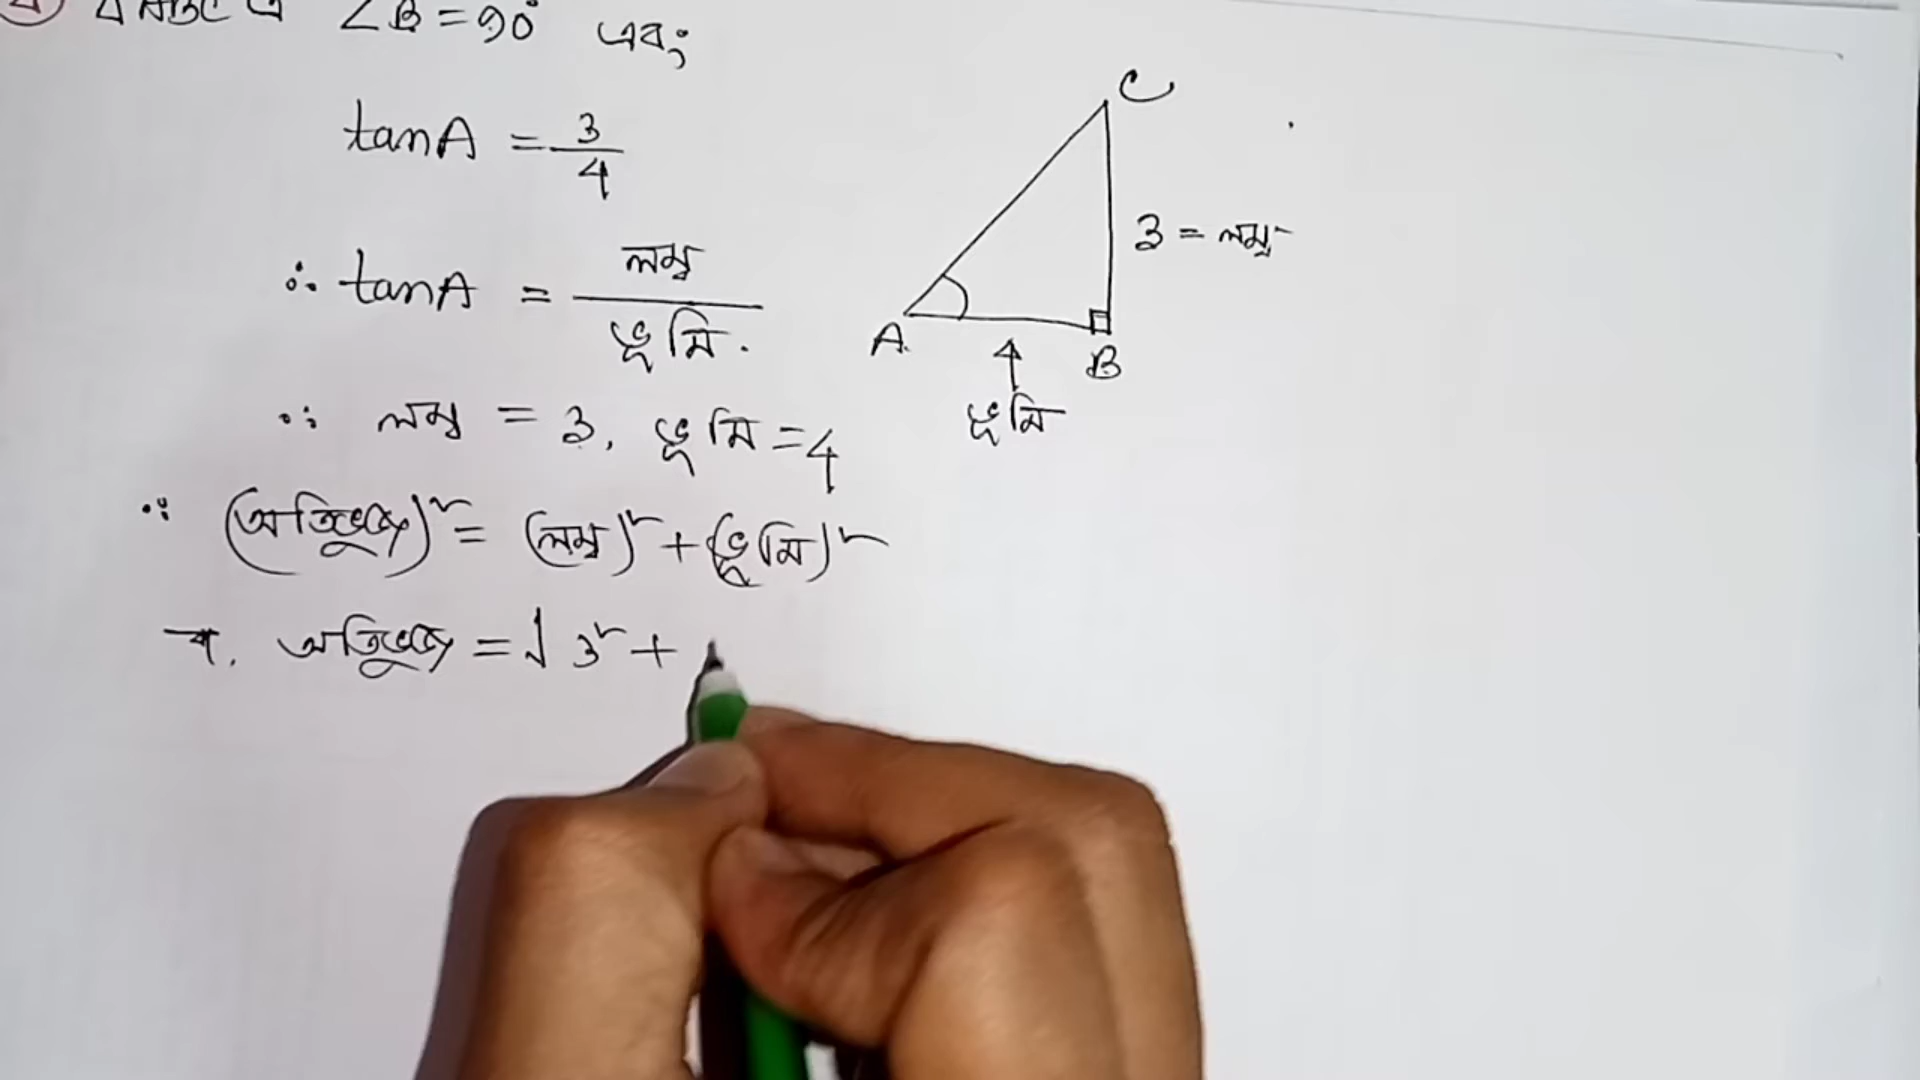 Δ ABC এ ∠B = 90° এবং
tanA = 3/4
∴ tanA = লম্ব/ভূমি.
∴ লম্ব = 3, ভূমি = 4
∴ (অতিভুজ)² = (লম্ব)² + (ভূমি)²
বা, অতিভুজ = √ 3² +
C
3 = লম্ব
A
4
B
ভূমি